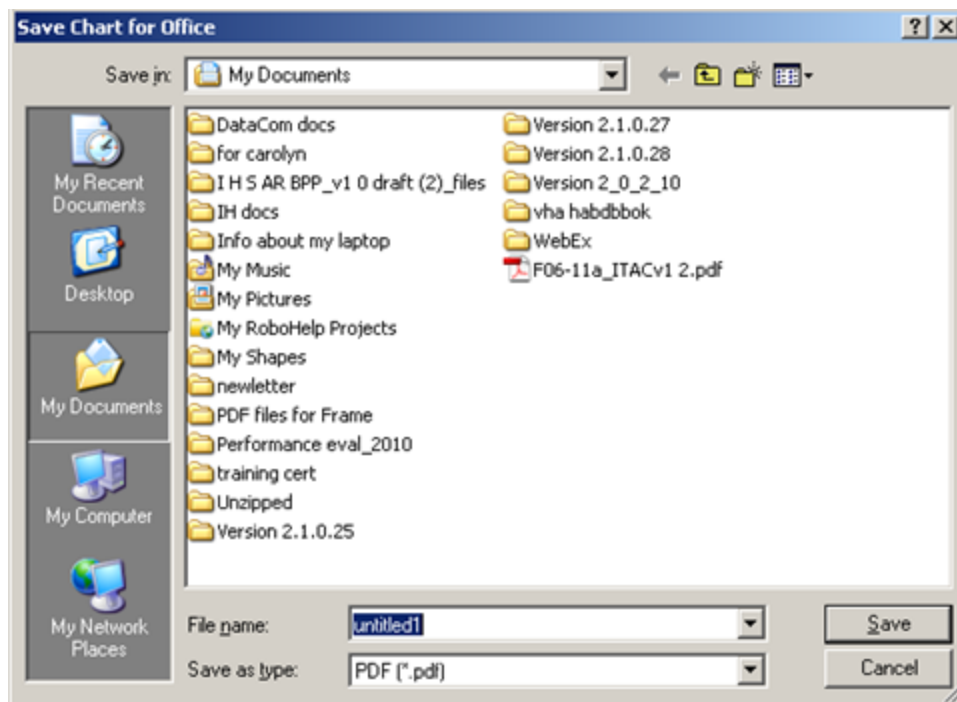 Save Chart for Office
Save in: My Documents
My Recent
Documents
Desktop
My Documents
My Computer
My Network
Places
DataCom docs
for carolyn
I H S AR BPP_v1 0 draft (2)_files
IH docs
Info about my laptop
My Music
My Pictures
My RoboHelp Projects
My Shapes
newletter
PDF files for Frame
Performance eval_2010
training cert
Unzipped
Version 2.1.0.25
Version 2.1.0.27
Version 2.1.0.28
Version 2_0_2_10
vha habdbbok
WebEx
F06-11a_ITACv1 2.pdf
File name: untitled1 Save
Save as type: PDF (*.pdf) Cancel